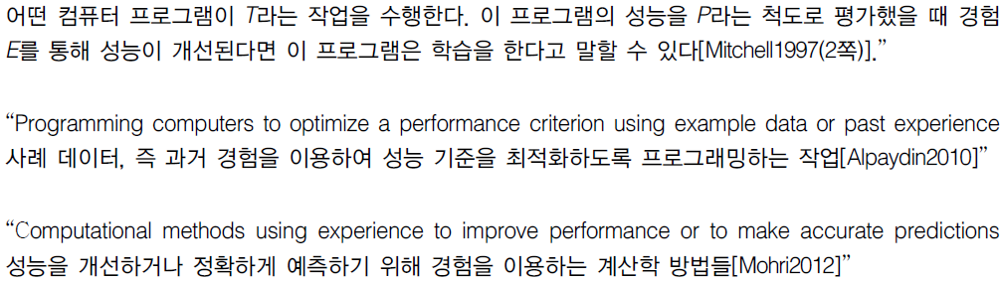 어떤 컴퓨터 프로그램이 T라는 작업을 수행한다. 이 프로그램의 성능을 P라는 척도로 평가했을 때 경험
E를 통해 성능이 개선된다면 이 프로그램은 학습을 한다고 말할 수 있다[Mitchell1997(2쪽)].”
“Programming computers to optimize a performance criterion using example data or past experience
사례 데이터, 즉 과거 경험을 이용하여 성능 기준을 최적화하도록 프로그래밍하는 작업[Alpaydin2010]”
“Computational methods using experience to improve performance or to make accurate predictions
성능을 개선하거나 정확하게 예측하기 위해 경험을 이용하는 계산학 방법들[Mohri2012]”